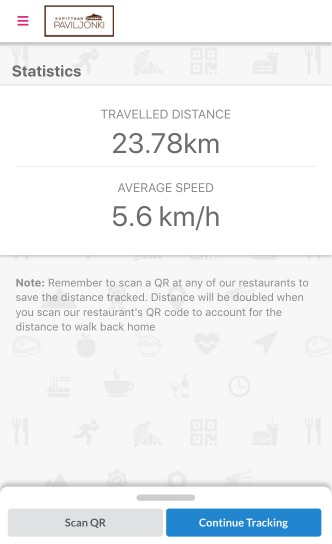 KUPITTAAN
PAVILJONKI
Statistics
TRAVELLED DISTANCE
23.78km
AVERAGE SPEED
5.6 km/h
Note: Remember to scan a QR at any of our restaurants to
save the distance tracked. Distance will be doubled when
you scan our restaurant's QR code to account for the
distance to walk back home
Scan QR
Continue Tracking